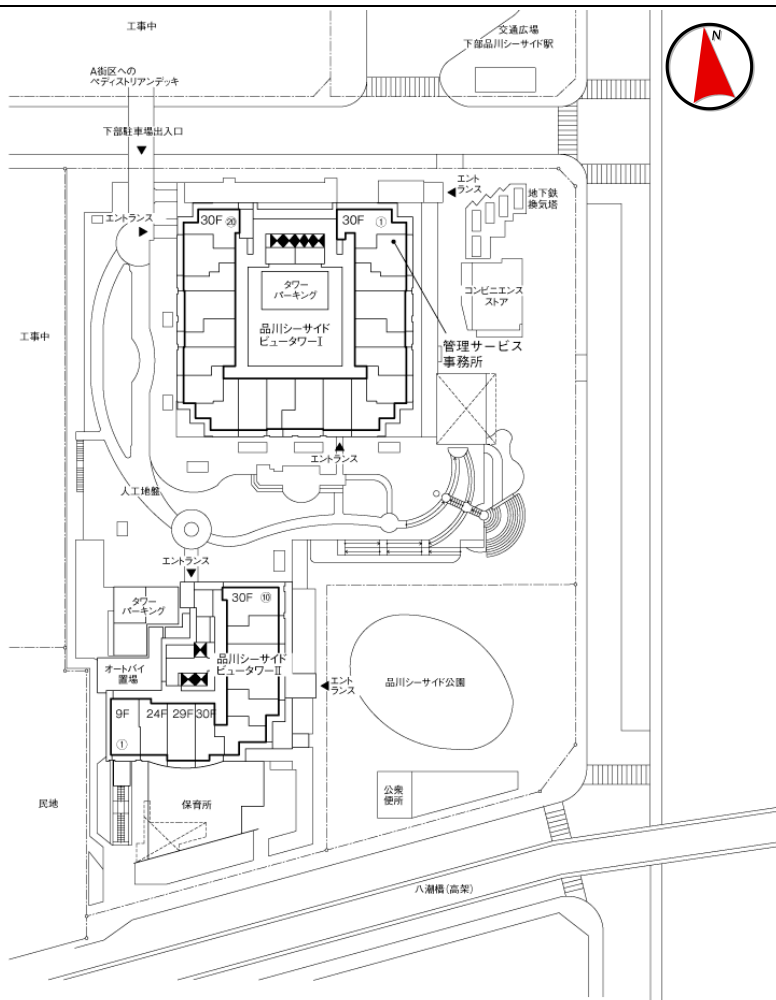 工事中
交通広場
下部品川シーサイド駅
N
A街区への
ペディストリアンデッキ
下部駐車場出入口
エント
ランス
地下鉄
換気塔
エントランス
30F ⑳
30F ①
タワー
パーキング
コンビニエンス
ストア
品川シーサイド
ビュータワーⅠ
工事中
管理サービス
事務所
エントランス
人工地盤
エントランス
タワー
パーキング
30F ⑩
品川シーサイド
ビュータワーⅡ
オートバイ
置場
エント
ランス
品川シーサイド公園
9F 24F 29F 30F
①
公衆
便所
民地
保育所
八潮橋(高架)